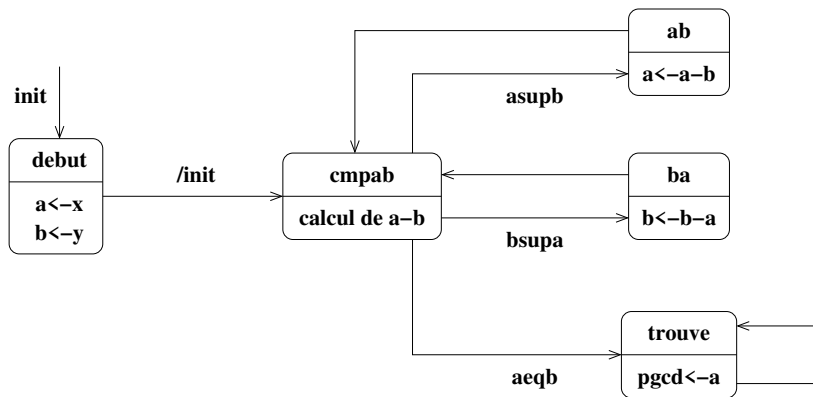 init
debut
a<-x
b<-y
/init
cmpab
calcul de a-b
asupb
ab
a<-a-b
bsupa
ba
b<-b-a
aeqb
trouve
pgcd<-a